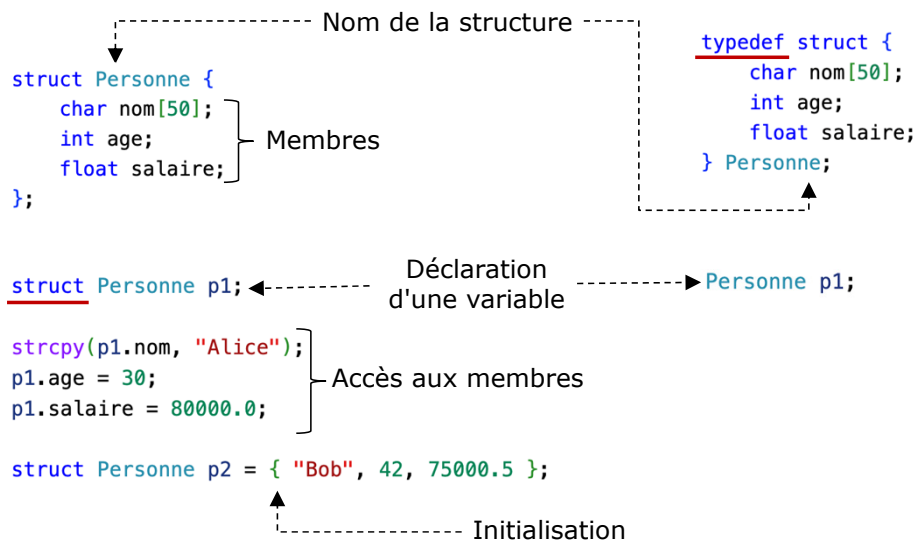 Nom de la structure
struct Personne {
    char nom[50];
    int age;
    float salaire;
};
Membres
typedef struct {
    char nom[50];
    int age;
    float salaire;
} Personne;
struct Personne p1;
Déclaration
d'une variable
Personne p1;
strcpy(p1.nom, "Alice");
p1.age = 30;
p1.salaire = 80000.0;
Accès aux membres
struct Personne p2 = { "Bob", 42, 75000.5 };
Initialisation